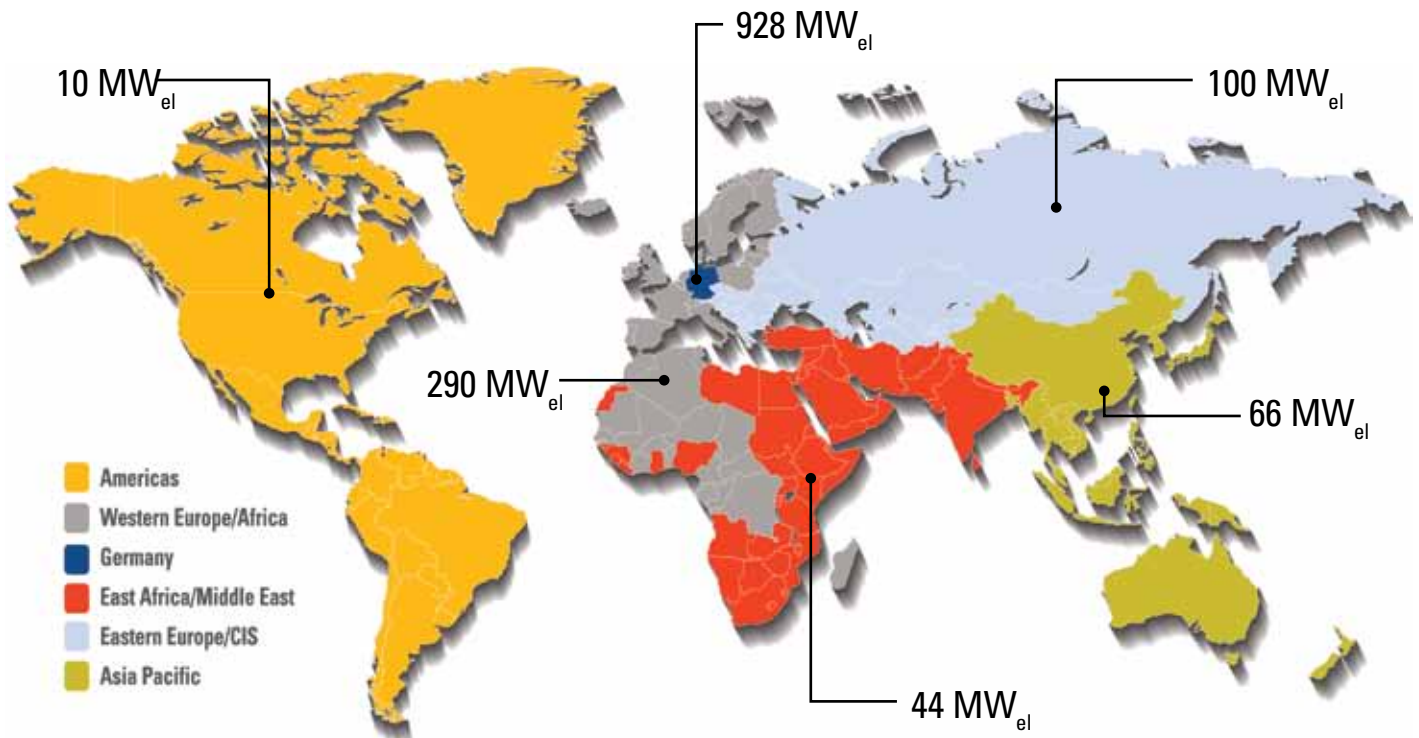 928 MWel
10 MWel
100 MWel
290 MWel
66 MWel
Americas
Western Europe/Africa
Germany
East Africa/Middle East
Eastern Europe/CIS
Asia Pacific
44 MWel